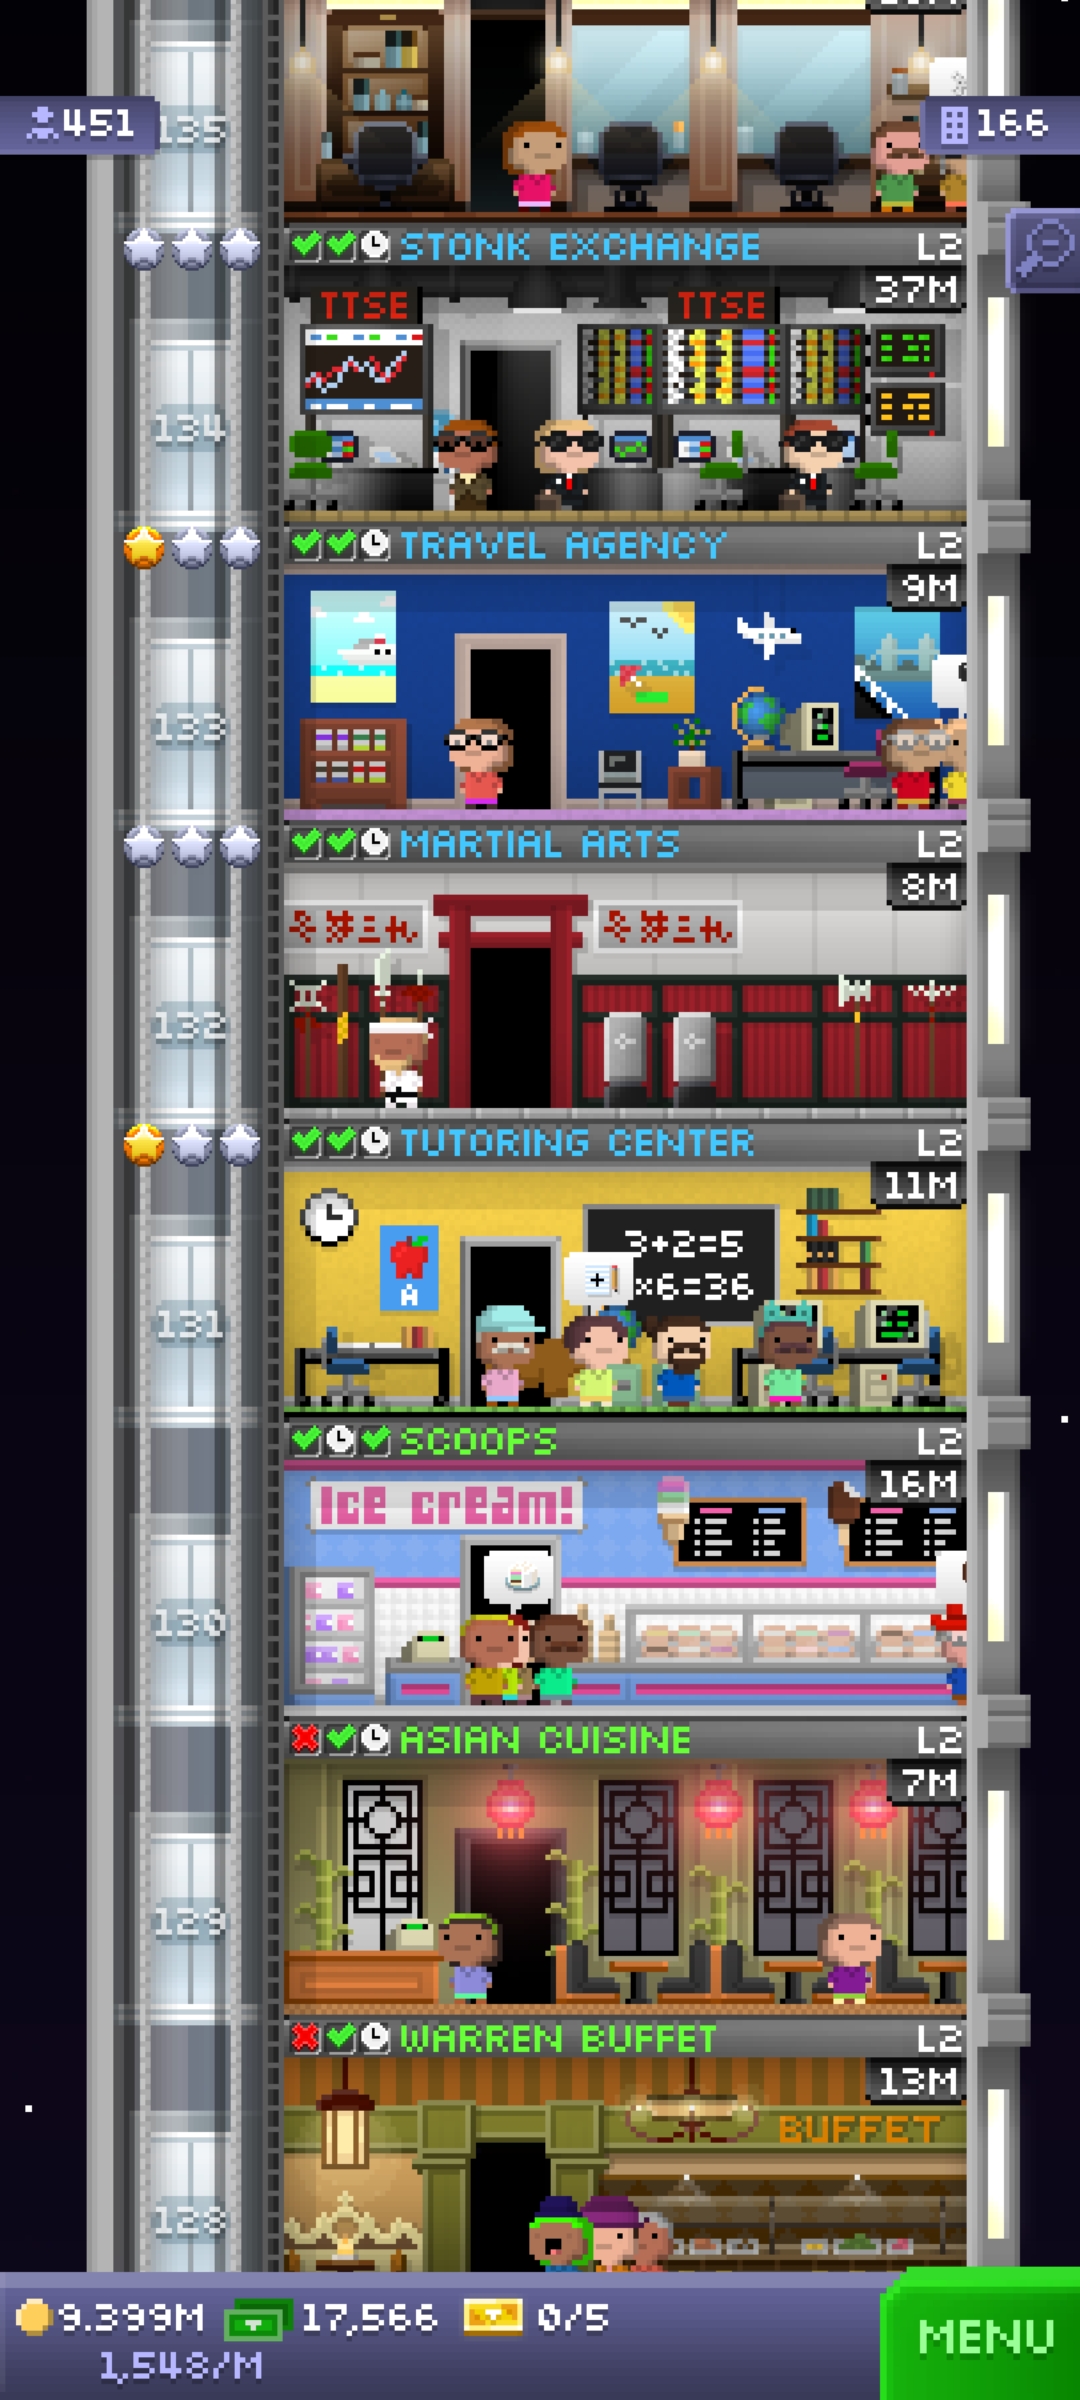 451
135
166
STONK EXCHANGE L2
37M
TTSE TTSE
134
TRAVEL AGENCY L2
9M
133
MARTIAL ARTS L2
8M
132
TUTORING CENTER L2
11M
3+2=5
×6=36
A
131
SCOOPS L2
16M
Ice cream!
130
ASIAN CUISINE L2
7M
129
WARREN BUFFET L2
13M
BUFFET
128
9.399M 17,566 0/5
1,548/M
MENU